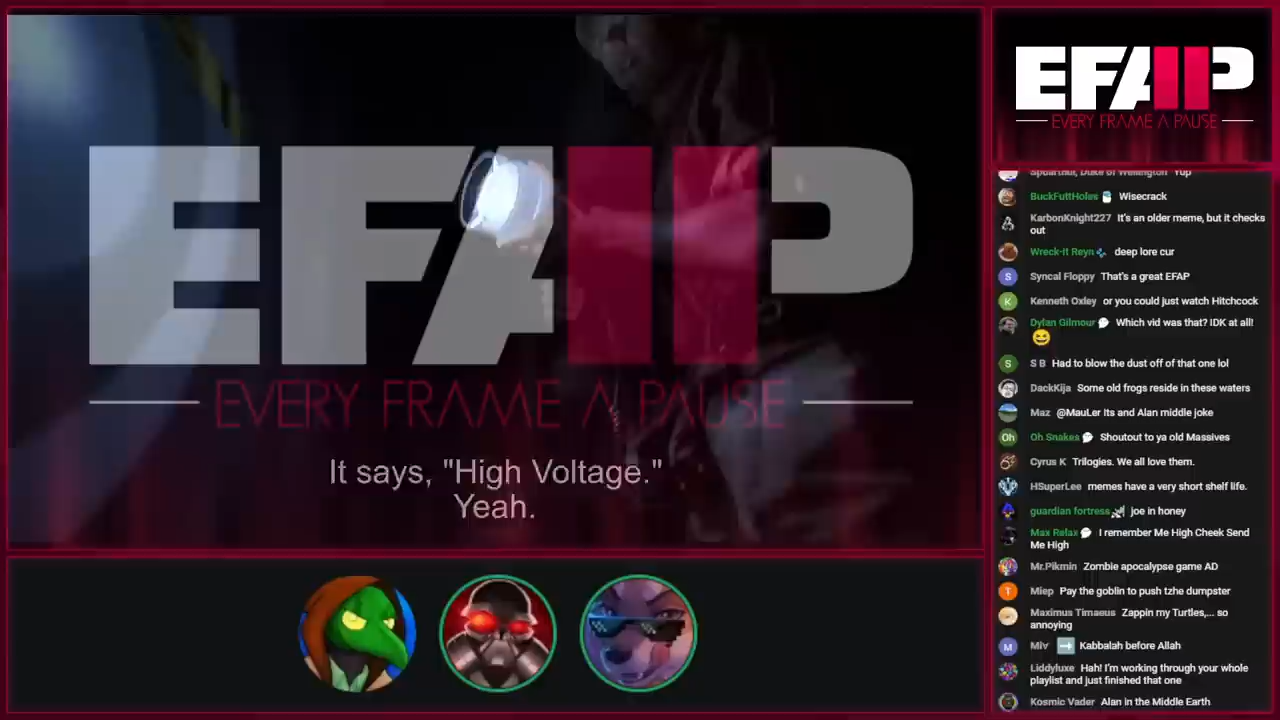 EFAP
EVERY FRAME A PAUSE
It says, "High Voltage."
Yeah.
EFAP
EVERY FRAME A PAUSE
Spuarthur, Duke of Wellington Yup
BuckFuttHoles Wisecrack
KarbonKnight227 It's an older meme, but it checks
out
Wreck-It Reyn deep lore cur
S Syncal Floppy That's a great EFAP
K Kenneth Oxley or you could just watch Hitchcock
Dylan Gilmour Which vid was that? IDK at all!
S S B Had to blow the dust off of that one lol
DackKija Some old frogs reside in these waters
Maz @MauLer Its and Alan middle joke
Oh Oh Snakes Shoutout to ya old Massives
Cyrus K Trilogies. We all love them.
HSuperLee memes have a very short shelf life.
guardian fortress joe in honey
Max Relax I remember Me High Cheek Send
Me High
Mr.Pikmin Zombie apocalypse game AD
T Miep Pay the goblin to push tzhe dumpster
Maximus Timaeus Zappin my Turtles,... so
annoying
M Miv Kabbalah before Allah
Liddyluxe Hah! I'm working through your whole
playlist and just finished that one
Kosmic Vader Alan in the Middle Earth